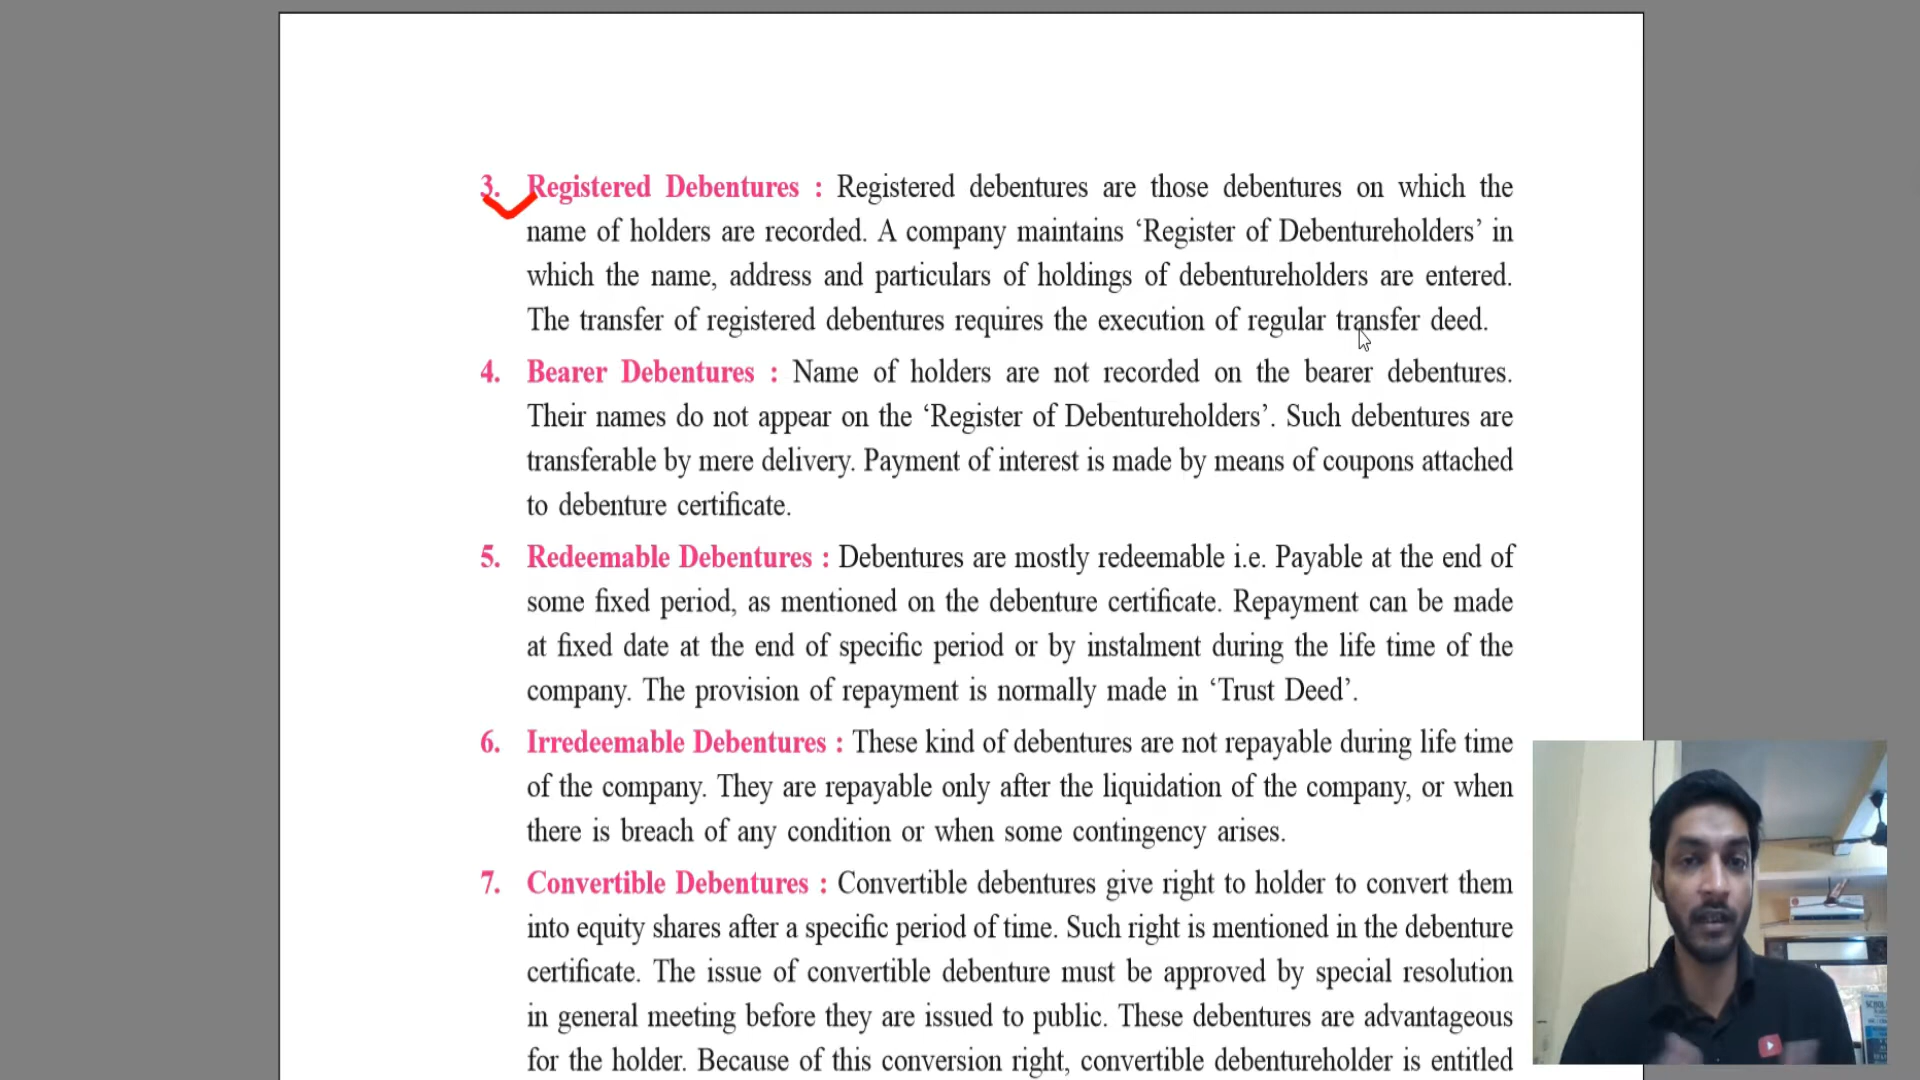 3. Registered Debentures : Registered debentures are those debentures on which the
name of holders are recorded. A company maintains ‘Register of Debentureholders’ in
which the name, address and particulars of holdings of debentureholders are entered.
The transfer of registered debentures requires the execution of regular transfer deed.
4. Bearer Debentures : Name of holders are not recorded on the bearer debentures.
Their names do not appear on the ‘Register of Debentureholders’. Such debentures are
transferable by mere delivery. Payment of interest is made by means of coupons attached
to debenture certificate.
5. Redeemable Debentures : Debentures are mostly redeemable i.e. Payable at the end of
some fixed period, as mentioned on the debenture certificate. Repayment can be made
at fixed date at the end of specific period or by instalment during the life time of the
company. The provision of repayment is normally made in ‘Trust Deed’.
6. Irredeemable Debentures : These kind of debentures are not repayable during life time
of the company. They are repayable only after the liquidation of the company, or when
there is breach of any condition or when some contingency arises.
7. Convertible Debentures : Convertible debentures give right to holder to convert them
into equity shares after a specific period of time. Such right is mentioned in the debenture
certificate. The issue of convertible debenture must be approved by special resolution
in general meeting before they are issued to public. These debentures are advantageous
for the holder. Because of this conversion right, convertible debentureholder is entitled